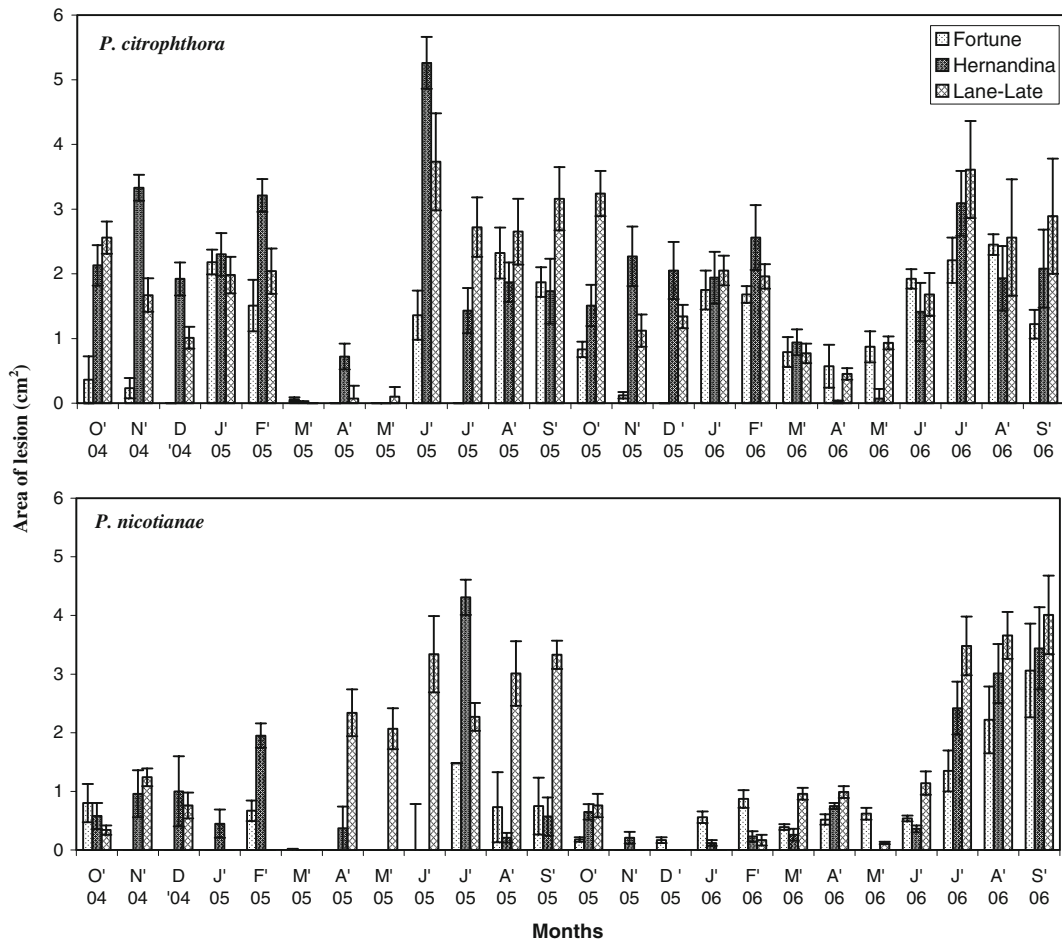 P. citrophthora
Fortune
Hernandina
Lane-Late
6
5
4
3
2
1
0
O' N' D J' F' M' A' M' J' J' A' S' O' N' D ' J' F' M' A' M' J' J' A' S'
04 04 '04 05 05 05 05 05 05 05 05 05 05 05 05 06 06 06 06 06 06 06 06 06
Area of lesion (cm²)
P. nicotianae
6
5
4
3
2
1
0
O' N' D J' F' M' A' M' J' J' A' S' O' N' D ' J' F' M' A' M' J' J' A' S'
04 04 '04 05 05 05 05 05 05 05 05 05 05 05 05 06 06 06 06 06 06 06 06 06
Months